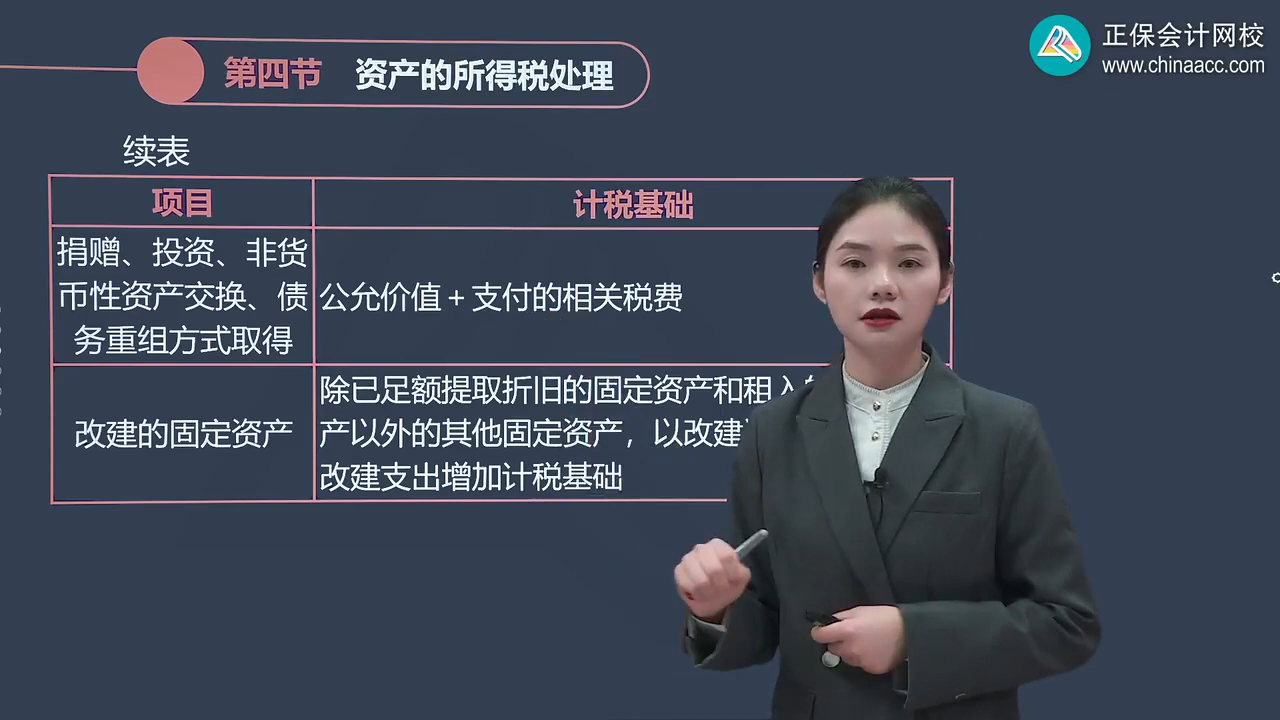 正保会计网校
www.chinaacc.com
第四节 资产的所得税处理
续表
项目 计税基础
捐赠、投资、非货
币性资产交换、债
务重组方式取得
公允价值+支付的相关税费
改建的固定资产
除已足额提取折旧的固定资产和租入
产以外的其他固定资产，以改建
改建支出增加计税基础